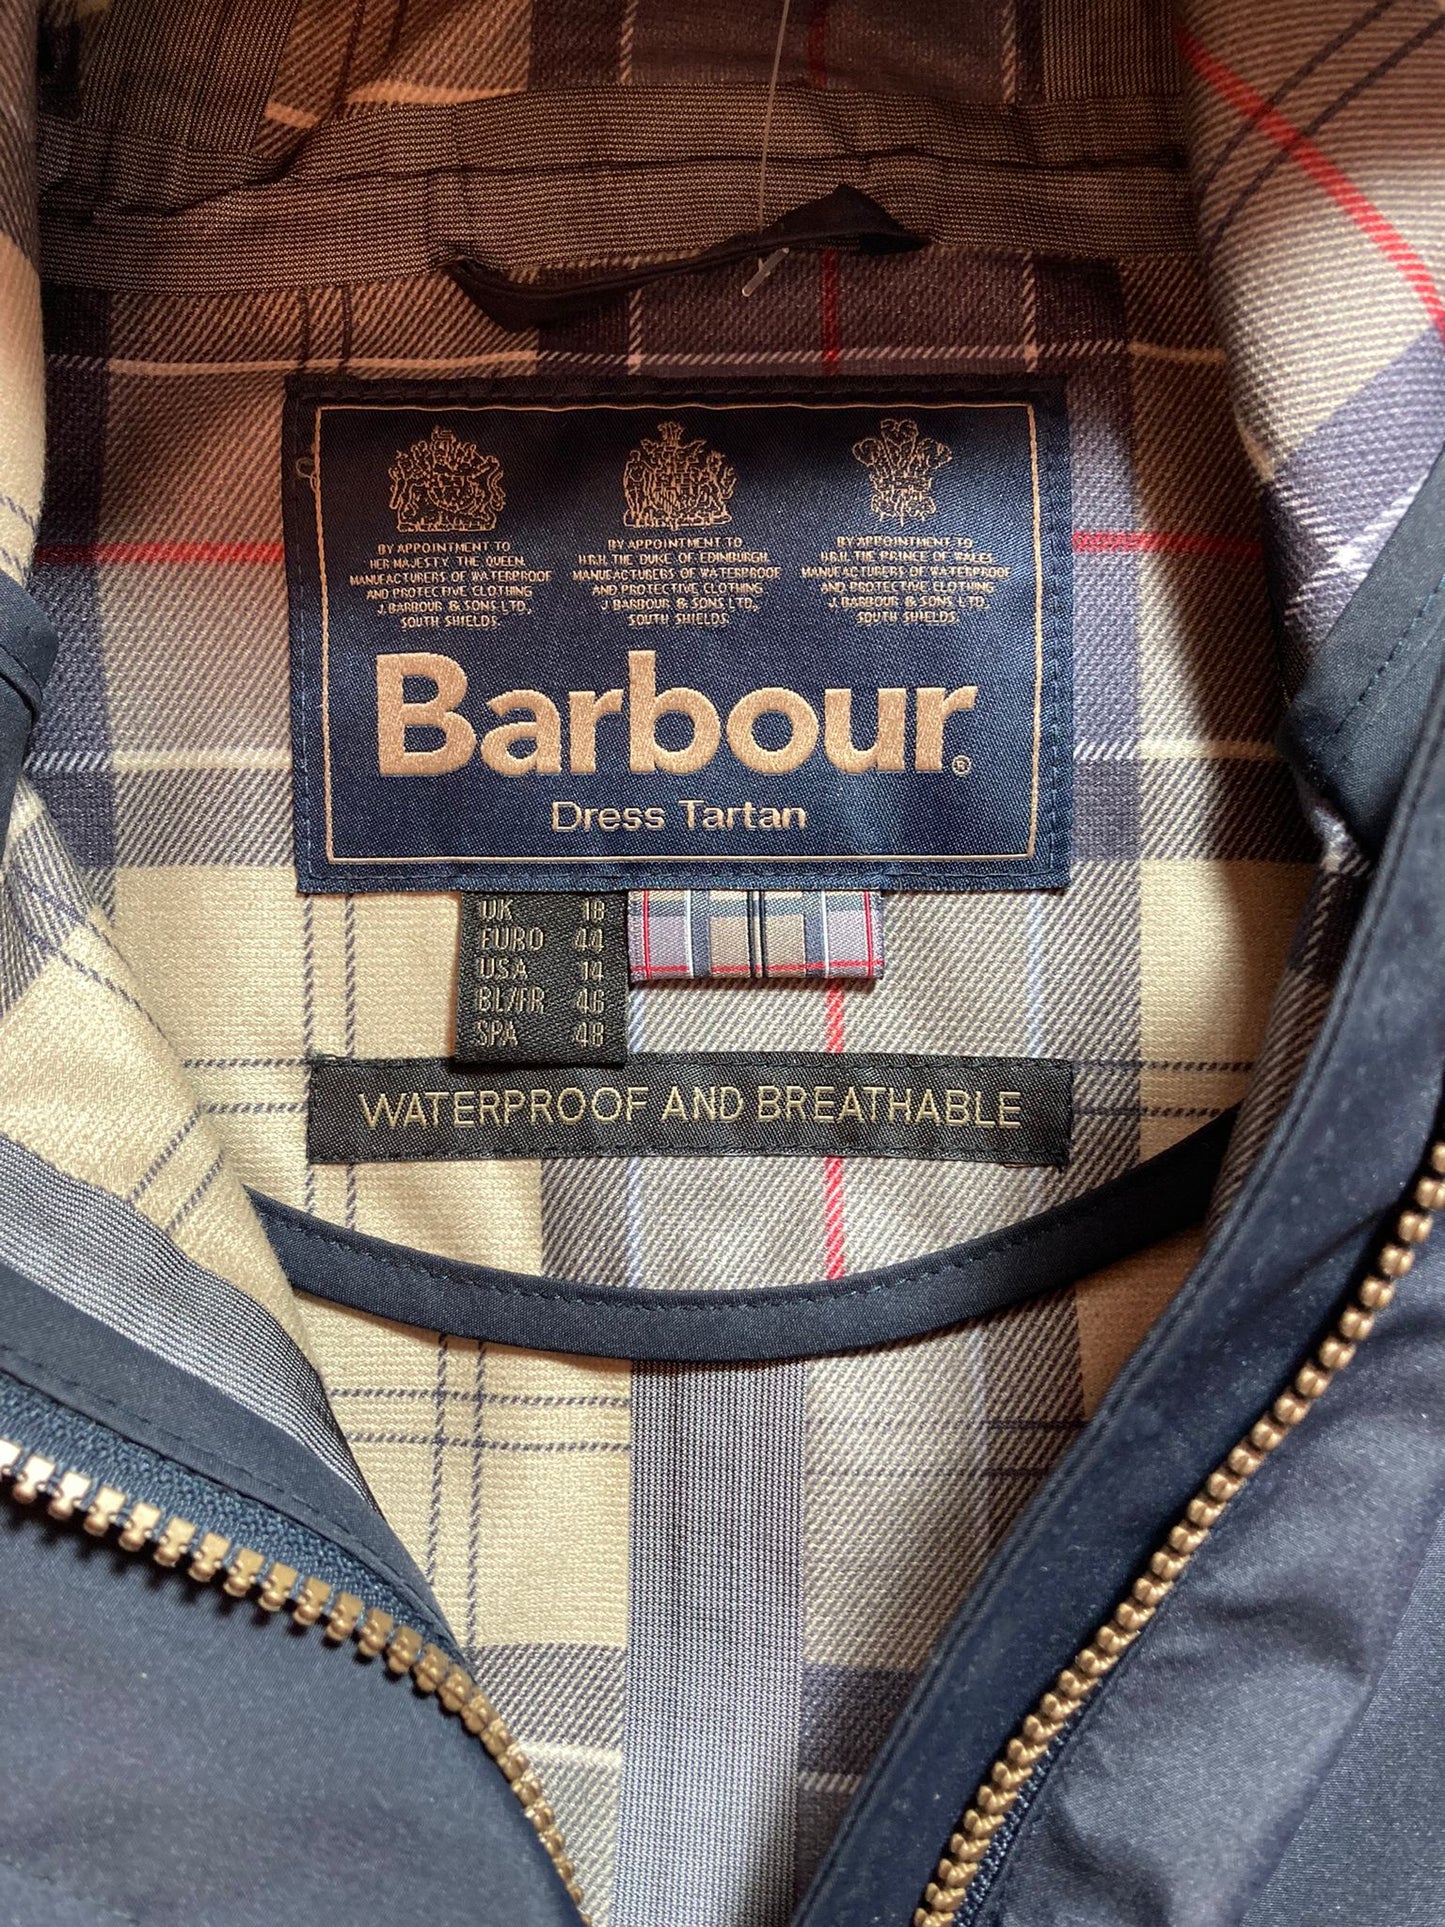 BY APPOINTMENT TO
HER MAJESTY THE QUEEN
MANUFACTURERS OF WATERPROOF
AND PROTECTIVE CLOTHING
J. BARBOUR & SONS LTD.,
SOUTH SHIELDS.
BY APPOINTMENT TO
H.R.H. THE DUKE OF EDINBURGH
MANUFACTURERS OF WATERPROOF
AND PROTECTIVE CLOTHING
J. BARBOUR & SONS LTD.,
SOUTH SHIELDS.
BY APPOINTMENT TO
H.R.H. THE PRINCE OF WALES
MANUFACTURERS OF WATERPROOF
AND PROTECTIVE CLOTHING
J. BARBOUR & SONS LTD.,
SOUTH SHIELDS.
Barbour®
Dress Tartan
UK 18
EURO 44
USA 14
BL/FR 46
SPA 48
WATERPROOF AND BREATHABLE